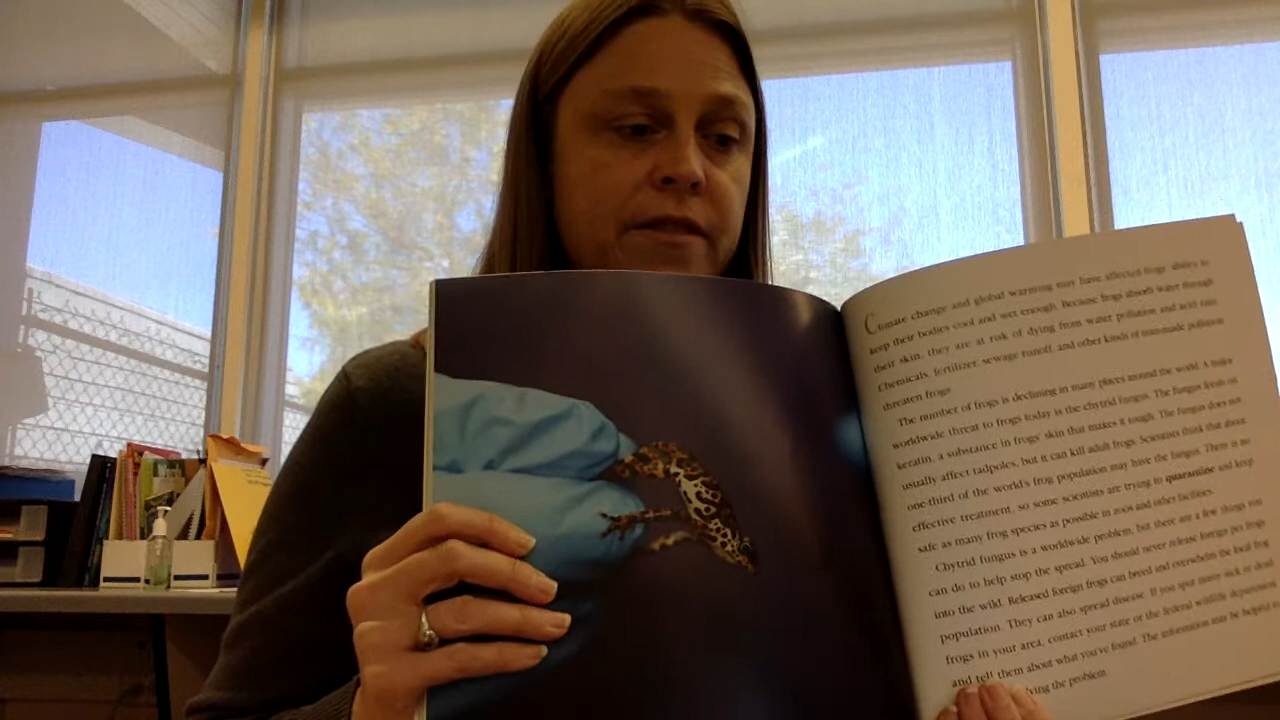 Climate change and global warming may have affected frogs' ability to
keep their bodies cool and wet enough. Because frogs absorb water through
their skin, they are at risk of dying from water pollution and acid rain.
Chemicals, fertilizer, sewage runoff, and other kinds of man-made pollution
threaten frogs.
The number of frogs is declining in many places around the world. A major
worldwide threat to frogs today is the chytrid fungus. The fungus feeds on
keratin, a substance in frogs' skin that makes it tough. The fungus does not
usually affect tadpoles, but it can kill adult frogs. Scientists think that about
one-third of the world's frog population may have the fungus. There is no
effective treatment, so some scientists are trying to quarantine and keep
safe as many frog species as possible in zoos and other facilities.
Chytrid fungus is a worldwide problem, but there are a few things you
can do to help stop the spread. You should never release foreign pet frogs
into the wild. Released foreign frogs can breed and overwhelm the local frog
population. They can also spread disease. If you spot many sick or dead
frogs in your area, contact your state or the federal wildlife department
and tell them about what you've found. The information may be helpful in
ving the problem.